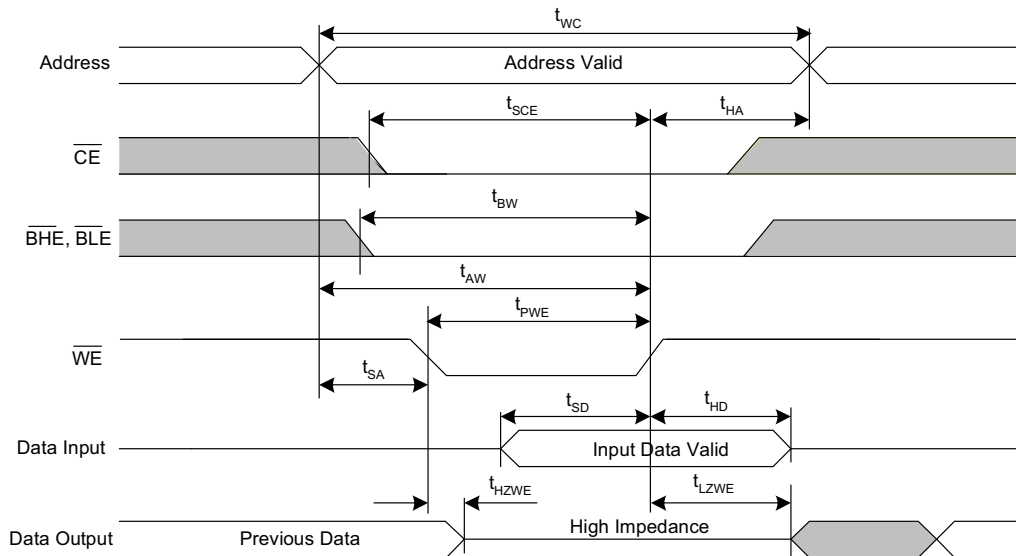 tWC
Address
Address Valid
tSCE
tHA
CE
tBW
BHE, BLE
tAW
tPWE
WE
tSA
tSD
tHD
Data Input
Input Data Valid
tHZWE
tLZWE
Data Output
Previous Data
High Impedance